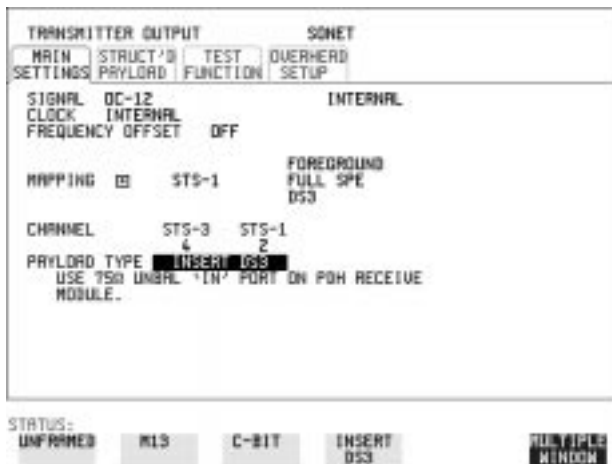 TRANSMITTER OUTPUT SONET
MAIN SETTINGS STRUCT'D PAYLOAD TEST FUNCTION OVERHEAD SETUP
SIGNAL OC-12 INTERNAL
CLOCK INTERNAL
FREQUENCY OFFSET OFF
FOREGROUND
MAPPING STS-1 FULL SPE
DS3
CHANNEL STS-3 STS-1
4 2
PAYLOAD TYPE INSERT DS3
USE 75Ω UNBAL 'IN' PORT ON PDH RECEIVE
MODULE.
STATUS:
UNFRAMED M13 C-BIT INSERT DS3 MULTIPLE WINDOW